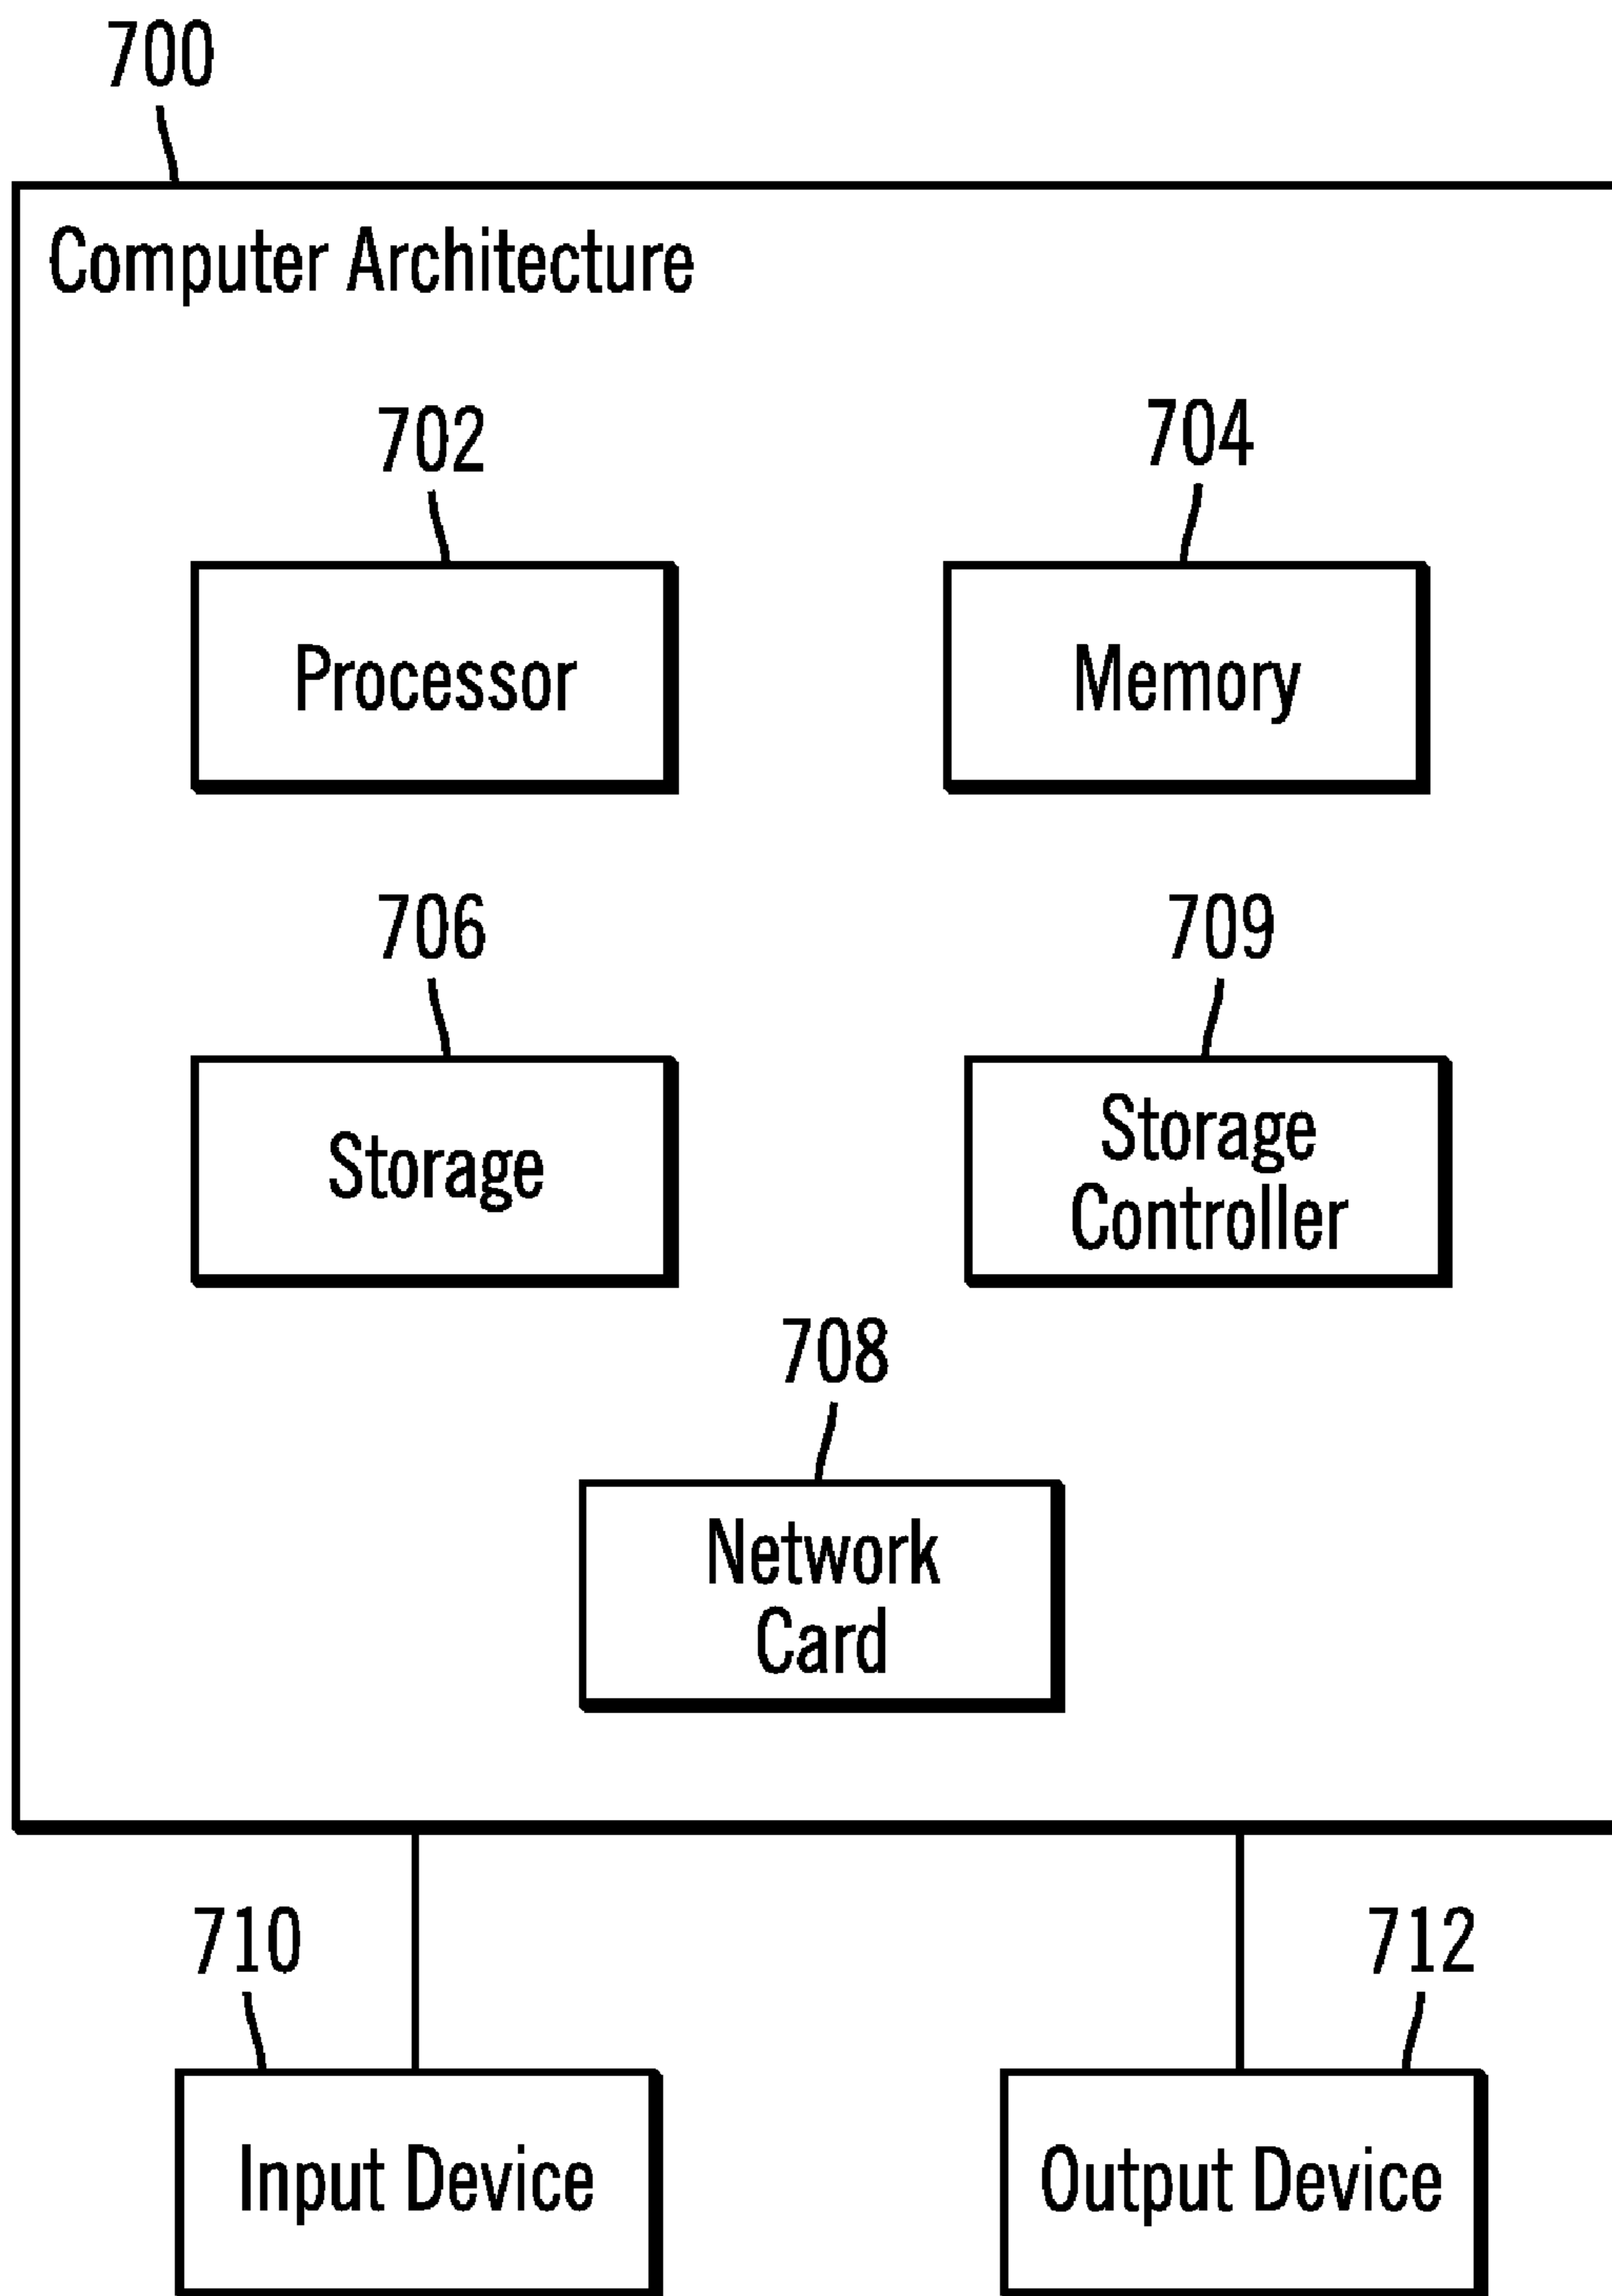 700
Computer Architecture
702
704
Processor
Memory
706
709
Storage
Storage
Controller
708
Network
Card
710
712
Input Device
Output Device